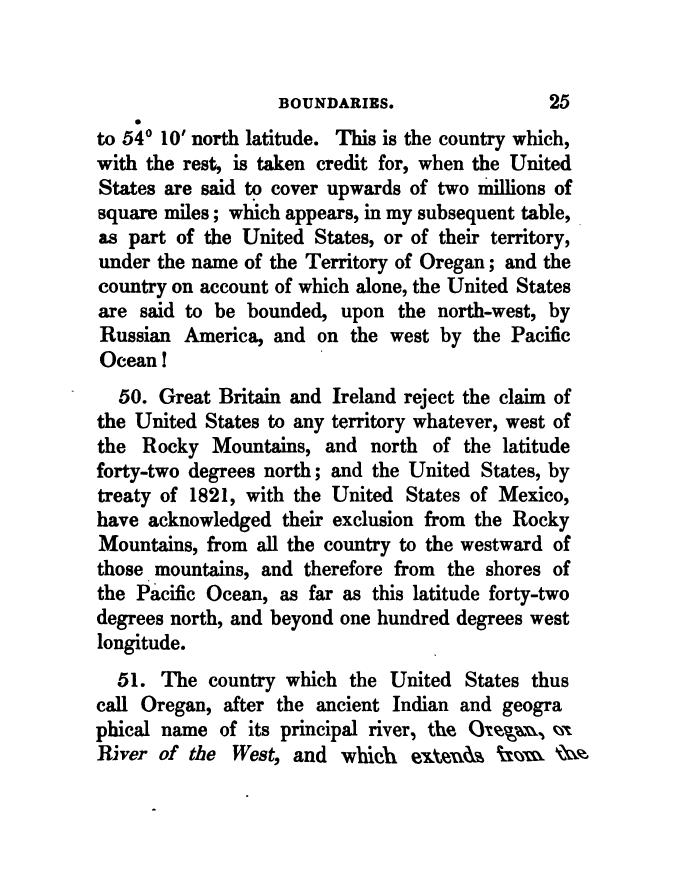 BOUNDARIES. 25
to 54° 10′ north latitude. This is the country which,
with the rest, is taken credit for, when the United
States are said to cover upwards of two millions of
square miles; which appears, in my subsequent table,
as part of the United States, or of their territory,
under the name of the Territory of Oregan; and the
country on account of which alone, the United States
are said to be bounded, upon the north-west, by
Russian America, and on the west by the Pacific
Ocean!
50. Great Britain and Ireland reject the claim of
the United States to any territory whatever, west of
the Rocky Mountains, and north of the latitude
forty-two degrees north; and the United States, by
treaty of 1821, with the United States of Mexico,
have acknowledged their exclusion from the Rocky
Mountains, from all the country to the westward of
those mountains, and therefore from the shores of
the Pacific Ocean, as far as this latitude forty-two
degrees north, and beyond one hundred degrees west
longitude.
51. The country which the United States thus
call Oregan, after the ancient Indian and geogra
phical name of its principal river, the Oregan, or
River of the West, and which extends from the